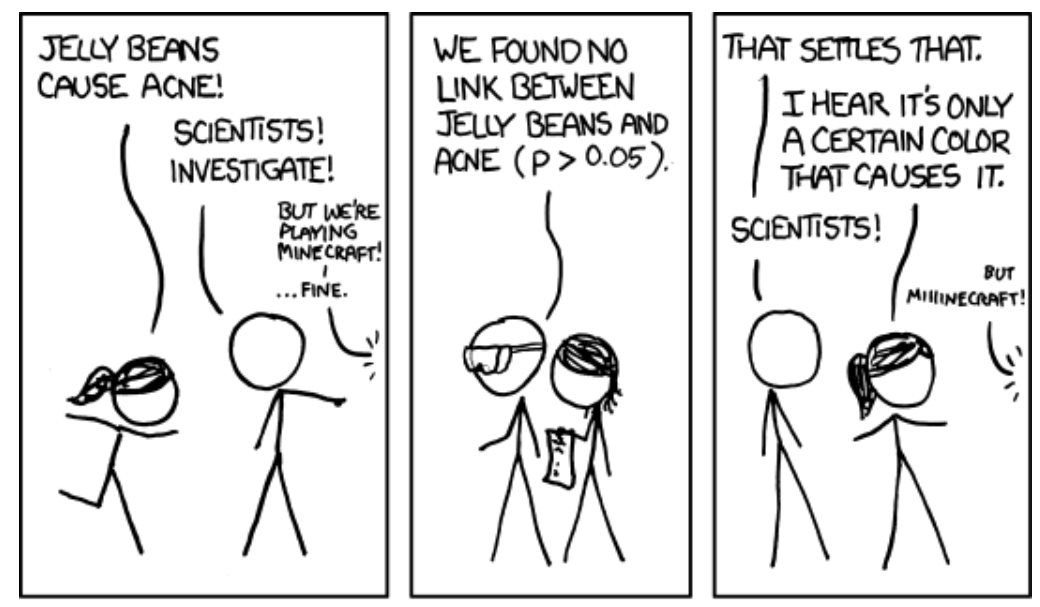 JELLY BEANS
CAUSE ACNE!
SCIENTISTS!
INVESTIGATE!
BUT WE'RE
PLAYING
MINECRAFT!
...FINE.
WE FOUND NO
LINK BETWEEN
JELLY BEANS AND
ACNE (P > 0.05).
THAT SETTLES THAT.
I HEAR IT'S ONLY
A CERTAIN COLOR
THAT CAUSES IT.
SCIENTISTS!
BUT
MIIIINECRAFT!